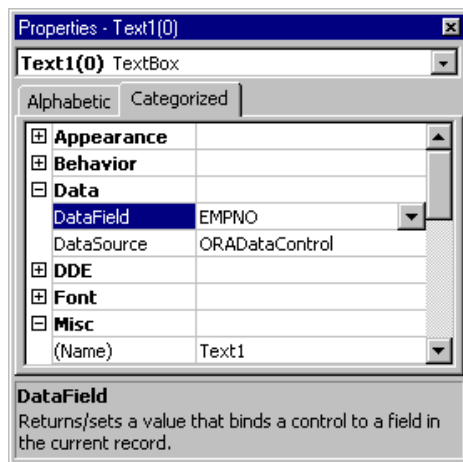 Properties - Text1(0)
Text1(0) TextBox
Alphabetic Categorized
Appearance
Behavior
Data
DataField EMPNO
DataSource ORADataControl
DDE
Font
Misc
(Name) Text1
DataField
Returns/sets a value that binds a control to a field in
the current record.